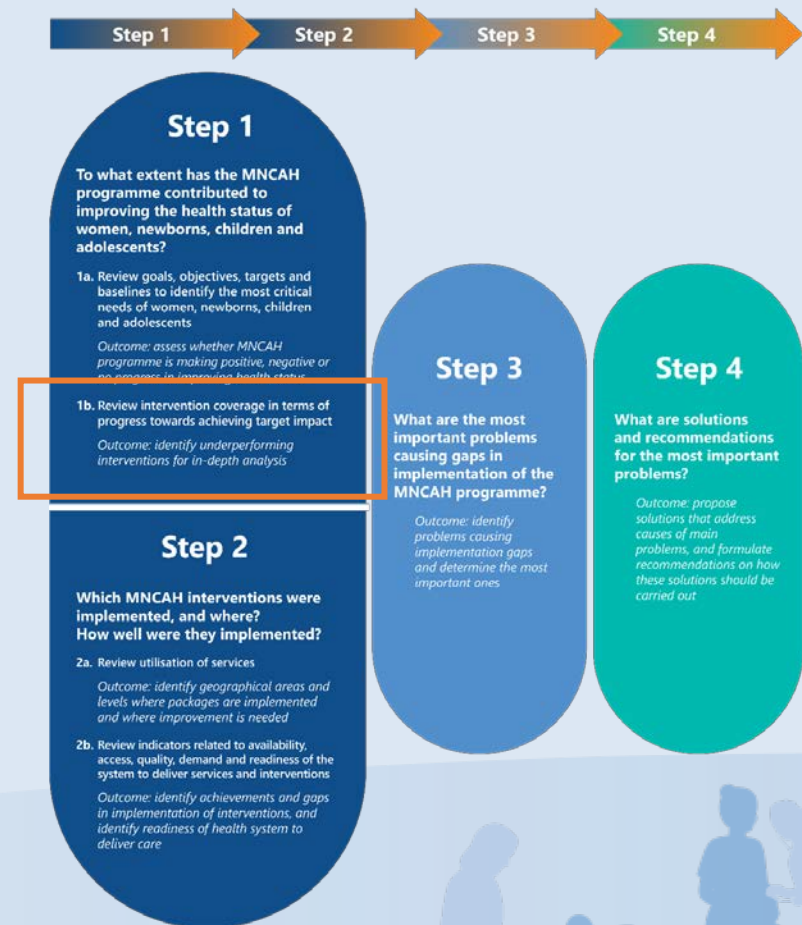 Step 1
Step 2
Step 3
Step 4
Step 1
To what extent has the MNCAH
programme contributed to
improving the health status of
women, newborns, children and
adolescents?
1a. Review goals, objectives, targets and
baselines to identify the most critical
needs of women, newborns, children
and adolescents
Outcome: assess whether MNCAH
programme is making positive, negative or
no progress in improving health status
1b. Review intervention coverage in terms of
progress towards achieving target impact
Outcome: identify underperforming
interventions for in-depth analysis
Step 2
Which MNCAH interventions were
implemented, and where?
How well were they implemented?
2a. Review utilisation of services
Outcome: identify geographical areas and
levels where packages are implemented
and where improvement is needed
2b. Review indicators related to availability,
access, quality, demand and readiness of the
system to deliver services and interventions
Outcome: identify achievements and gaps
in implementation of interventions, and
identify readiness of health system to
deliver care
Step 3
What are the most
important problems
causing gaps in
implementation of the
MNCAH programme?
Outcome: identify
problems causing
implementation gaps
and determine the most
important ones
Step 4
What are solutions
and recommendations
for the most important
problems?
Outcome: propose
solutions that address
causes of main
problems, and formulate
recommendations on how
these solutions should be
carried out